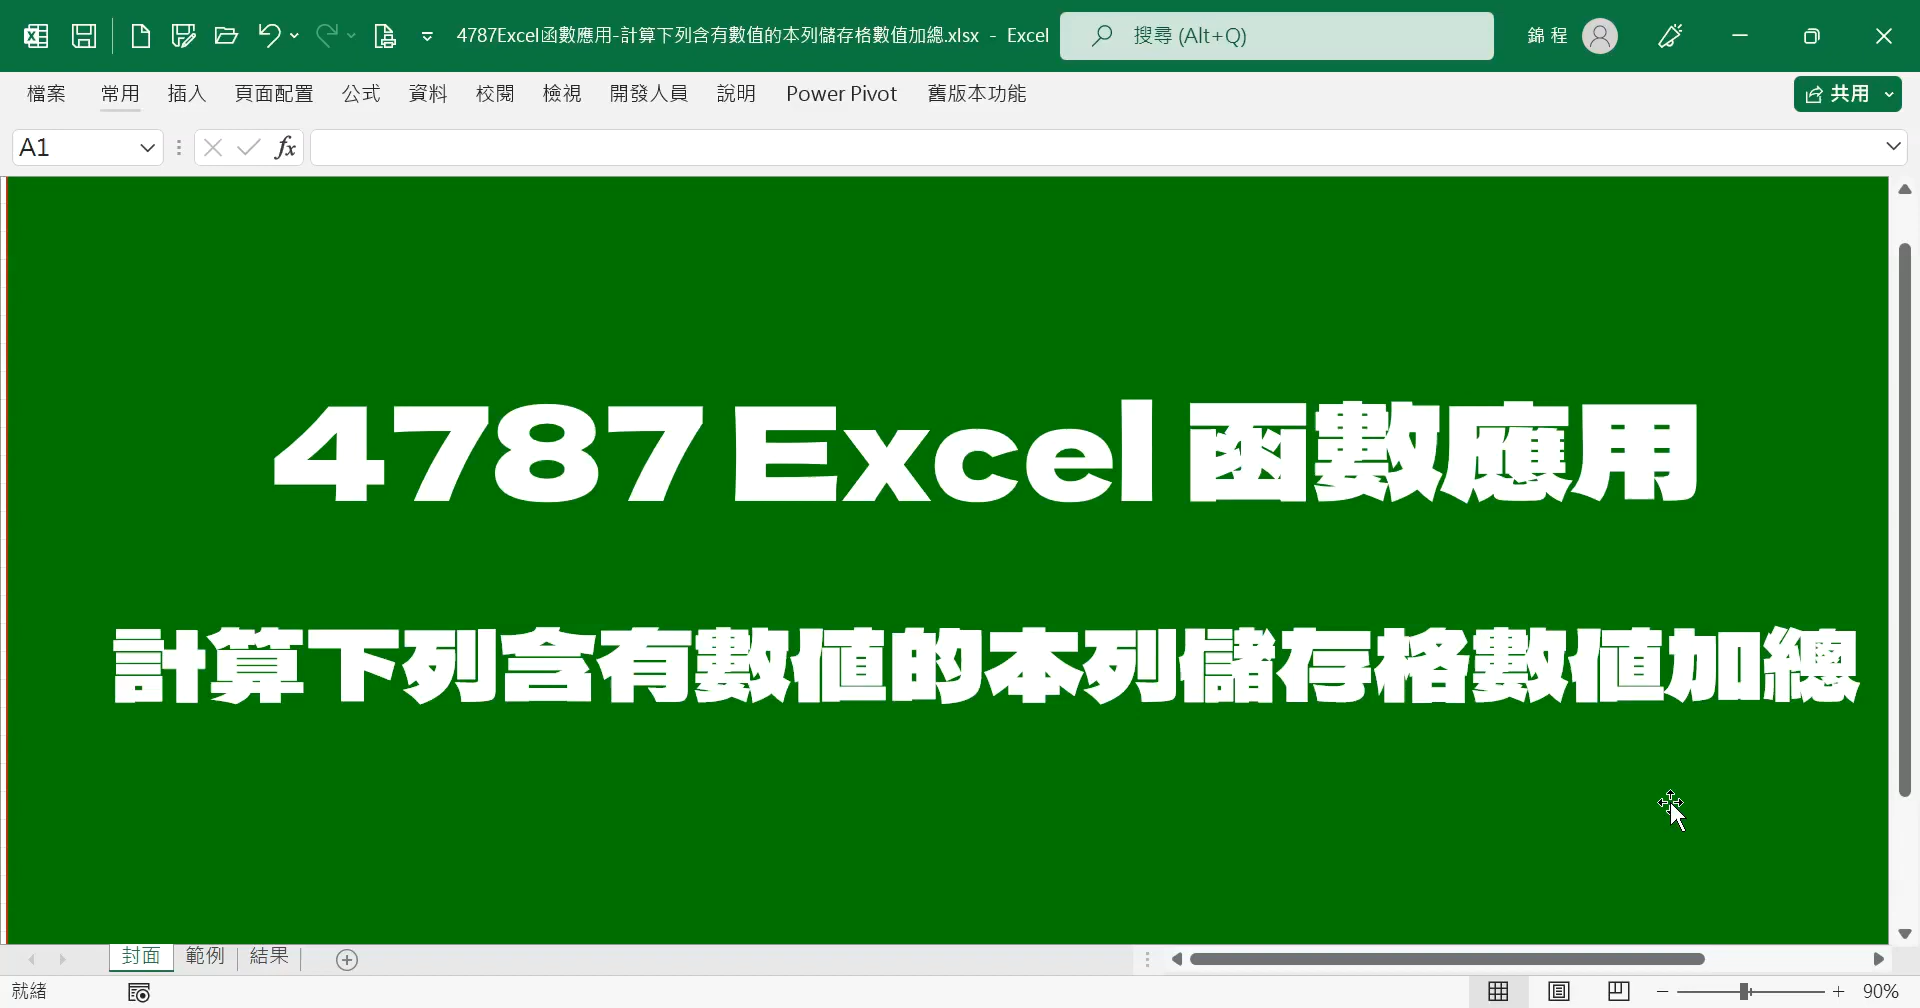 4787Excel函數應用-計算下列含有數值的本列儲存格數值加總.xlsx - Excel
搜尋 (Alt+Q)
錦 程
檔案 常用 插入 頁面配置 公式 資料 校閱 檢視 開發人員 說明 Power Pivot 舊版本功能
共用
A1
fx
4787 Excel 函數應用
計算下列含有數值的本列儲存格數值加總
封面 範例 結果
就緒
90%